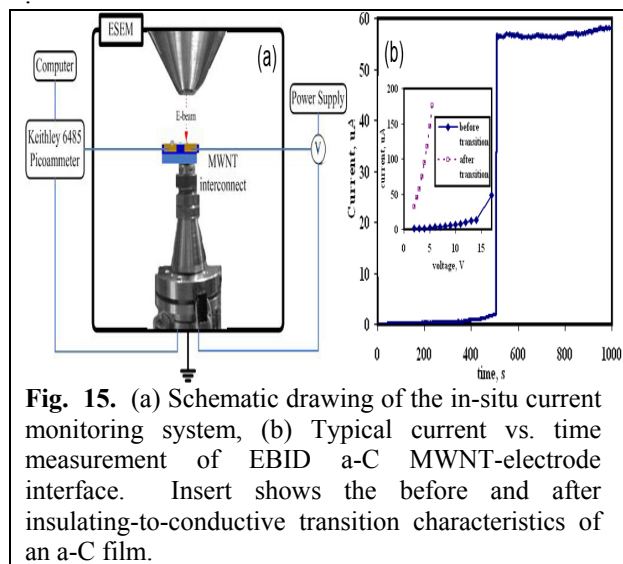 ESEM
(a)
Computer
Power Supply
E-beam
Keithley 6485
Picoammeter
V
MWNT
interconnect
(b)
60
50
40
30
20
10
0
Current, uA
0 200 400 600 800 1000
time, s
200
150
100
50
0
current, uA
0 5 10 15
voltage, V
before
transition
after
transition
Fig. 15. (a) Schematic drawing of the in-situ current
monitoring system, (b) Typical current vs. time
measurement of EBID a-C MWNT-electrode
interface. Insert shows the before and after
insulating-to-conductive transition characteristics of
an a-C film.